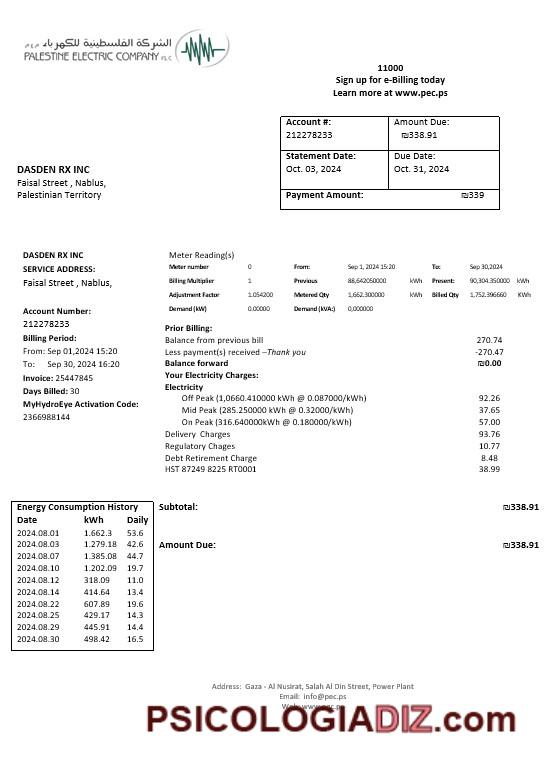 الشركة الفلسطينية للكهرباء م.ع.م
PALESTINE ELECTRIC COMPANY PLC
11000
Sign up for e-Billing today
Learn more at www.pec.ps
Account #: Amount Due:
212278233 ₪338.91
Statement Date: Due Date:
Oct. 03, 2024 Oct. 31, 2024
Payment Amount: ₪339
DASDEN RX INC
Faisal Street , Nablus,
Palestinian Territory
DASDEN RX INC
SERVICE ADDRESS:
Faisal Street , Nablus,
Account Number:
212278233
Billing Period:
From: Sep 01,2024 15:20
To: Sep 30, 2024 16:20
Invoice: 25447845
Days Billed: 30
MyHydroEye Activation Code:
2366988144
Meter Reading(s)
Meter number 0 From: Sep 1, 2024 15:20 To: Sep 30,2024
Billing Multiplier 1 Previous 88,642050000 kWh Present: 90,304.350000 kWh
Adjustment Factor 1.054200 Metered Qty 1,662.300000 kWh Billed Qty 1,752.396660 KWh
Demand (kW) 0.00000 Demand (kVA:) 0,000000
Prior Billing:
Balance from previous bill 270.74
Less payment(s) received –Thank you -270.47
Balance forward ₪0.00
Your Electricity Charges:
Electricity
Off Peak (1,0660.410000 kWh @ 0.087000/kWh) 92.26
Mid Peak (285.250000 kWh @ 0.32000/kWh) 37.65
On Peak (316.640000kWh @ 0.180000/kWh) 57.00
Delivery Charges 93.76
Regulatory Chages 10.77
Debt Retirement Charge 8.48
HST 87249 8225 RT0001 38.99
Energy Consumption History
Date kWh Daily
2024.08.01 1.662.3 53.6
2024.08.03 1.279.18 42.6
2024.08.07 1.385.08 44.7
2024.08.10 1.202.09 19.7
2024.08.12 318.09 11.0
2024.08.14 414.64 13.4
2024.08.22 607.89 19.6
2024.08.25 429.17 14.3
2024.08.29 445.91 14.4
2024.08.30 498.42 16.5
Subtotal: ₪338.91
Amount Due: ₪338.91
Address: Gaza - Al Nusirat, Salah Al Din Street, Power Plant
Email: info@pec.ps
PSICOLOGIADIZ.com